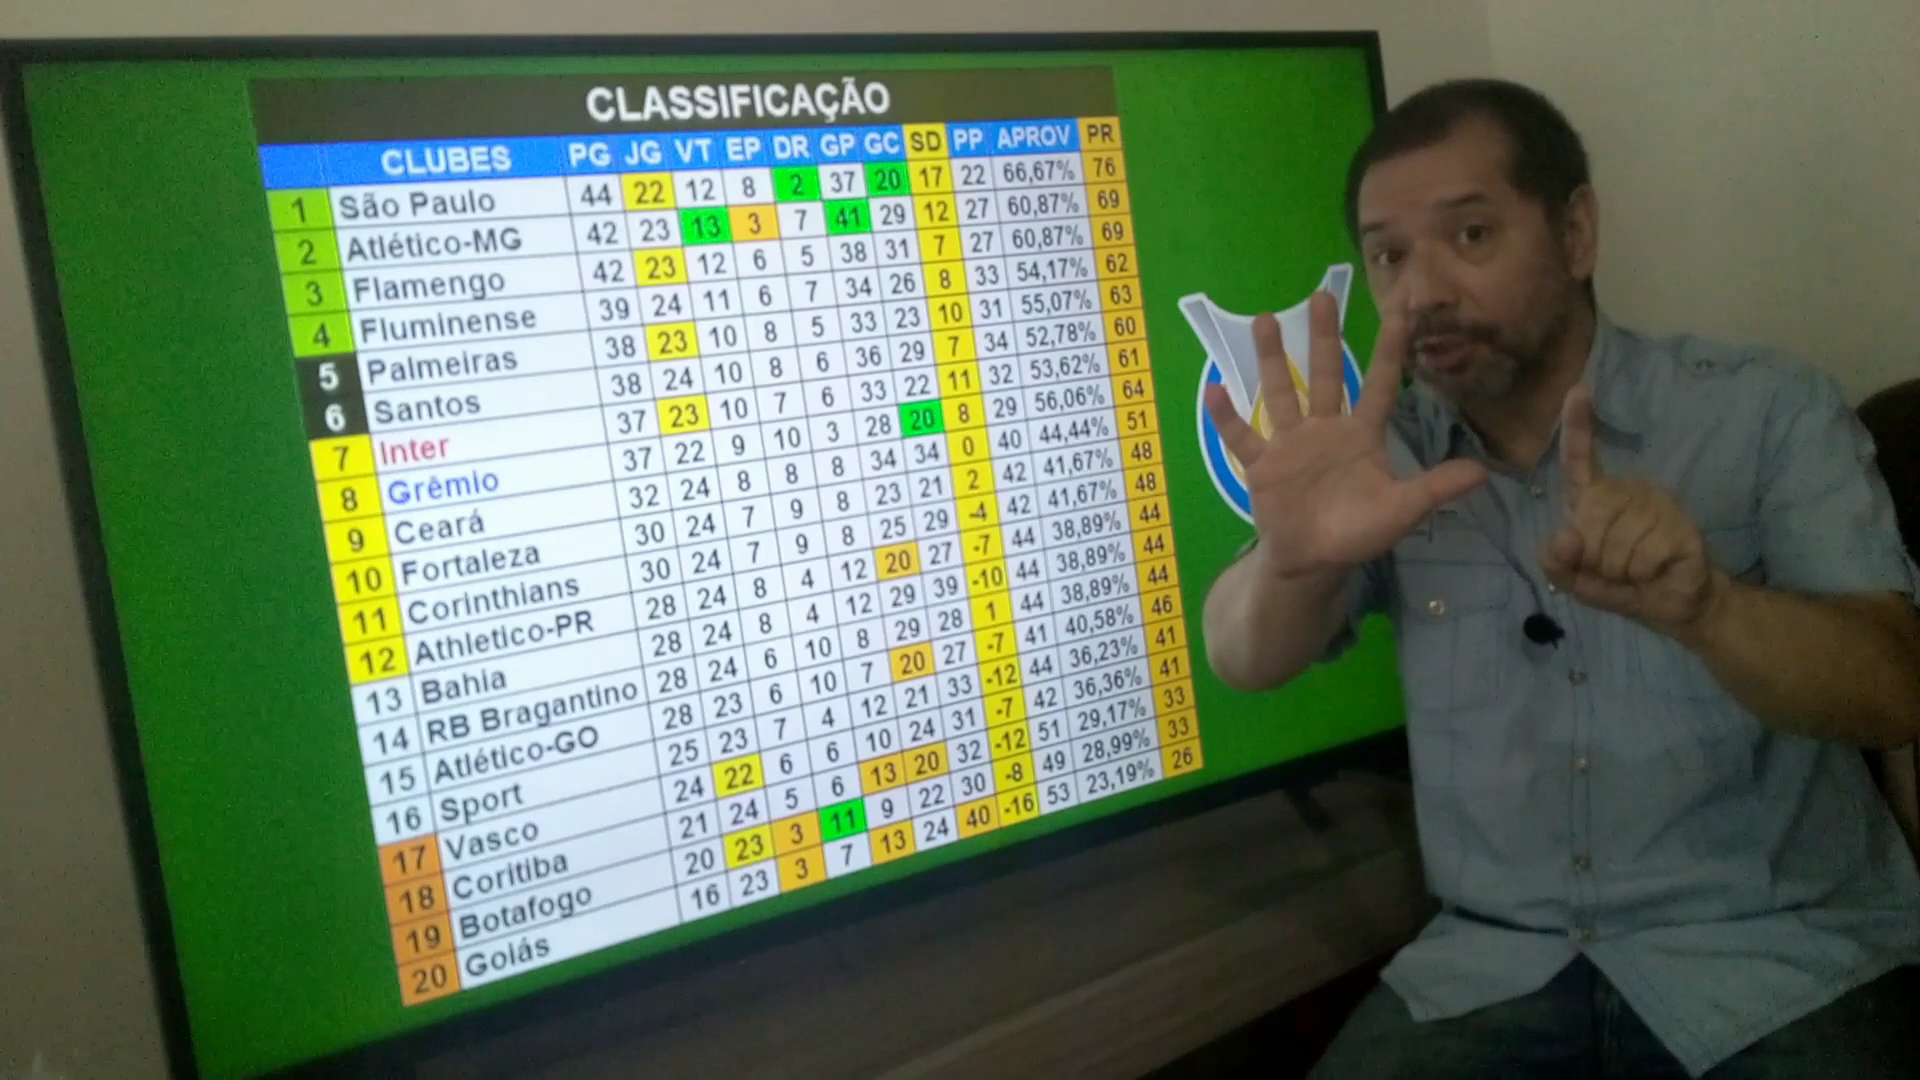 CLASSIFICAÇÃO
CLUBES PG JG VT EP DR GP GC SD PP APROV PR
1 São Paulo 44 22 12 8 2 37 20 17 22 66,67% 76
2 Atlético-MG 42 23 13 3 7 41 29 12 27 60,87% 69
3 Flamengo 42 23 12 6 5 38 31 7 27 60,87% 69
4 Fluminense 39 24 11 6 7 34 26 8 33 54,17% 62
5 Palmeiras 38 23 10 8 5 33 23 10 31 55,07% 63
6 Santos 38 24 10 8 6 36 29 7 34 52,78% 60
7 Inter 37 23 10 7 6 33 22 11 32 53,62% 61
8 Grêmio 37 22 9 10 3 28 20 8 29 56,06% 64
9 Ceará 32 24 8 8 8 34 34 0 40 44,44% 51
10 Fortaleza 30 24 7 9 8 23 21 2 42 41,67% 48
11 Corinthians 30 24 7 9 8 25 29 -4 42 41,67% 48
12 Athletico-PR 28 24 8 4 12 20 27 -7 44 38,89% 44
13 Bahia 28 24 8 4 12 29 39 -10 44 38,89% 44
14 RB Bragantino 28 24 6 10 8 29 28 1 44 38,89% 44
15 Atlético-GO 28 23 6 10 7 20 27 -7 41 40,58% 46
16 Sport 25 23 7 4 12 21 33 -12 44 36,23% 41
17 Vasco 24 22 6 6 10 24 31 -7 42 36,36% 41
18 Coritiba 21 24 5 6 13 20 32 -12 51 29,17% 33
19 Botafogo 20 23 3 11 9 22 30 -8 49 28,99% 33
20 Goiás 16 23 3 7 13 24 40 -16 53 23,19% 26